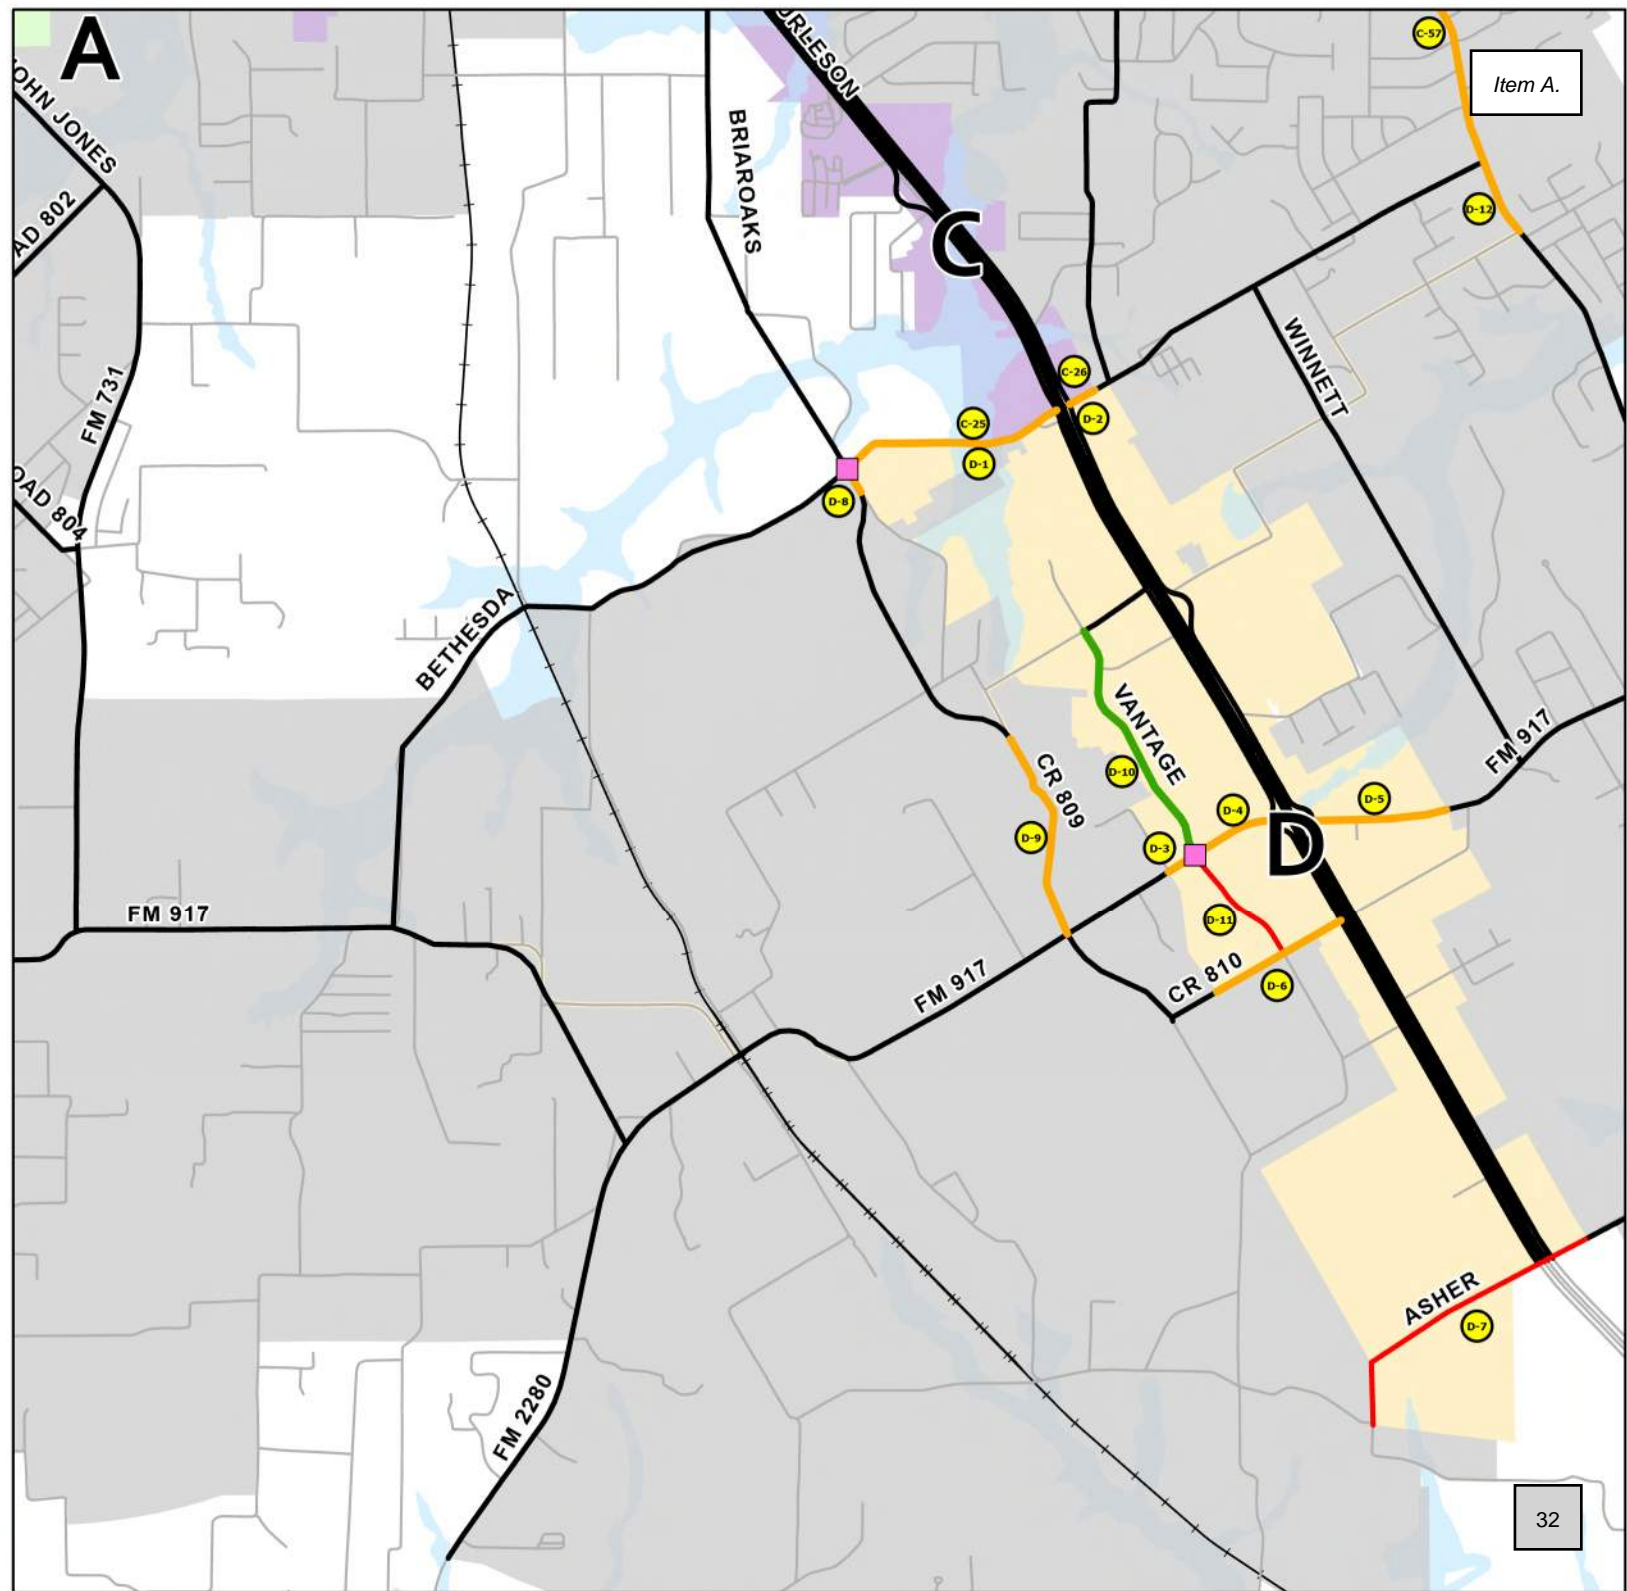 A
C-57
Item A.
ORLESON
OHN JONES
BRIAROAKS
AD 802
D-12
C
WINNETT
FM 731
C-26
D-2
C-25
D-1
OAD 804
D-8
BETHESDA
VANTAGE
FM 917
D-10
CR 809
D-5
D-4
D-9
D-3
D
FM 917
D-11
FM 917
CR 810
D-6
ASHER
D-7
FM 2280
32